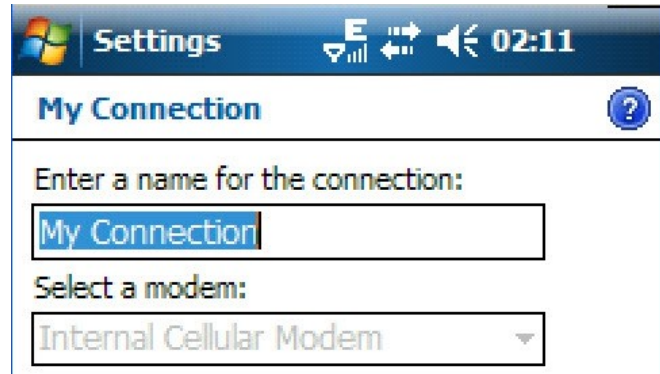 Settings E 02:11
My Connection ?
Enter a name for the connection:
My Connection
Select a modem:
Internal Cellular Modem